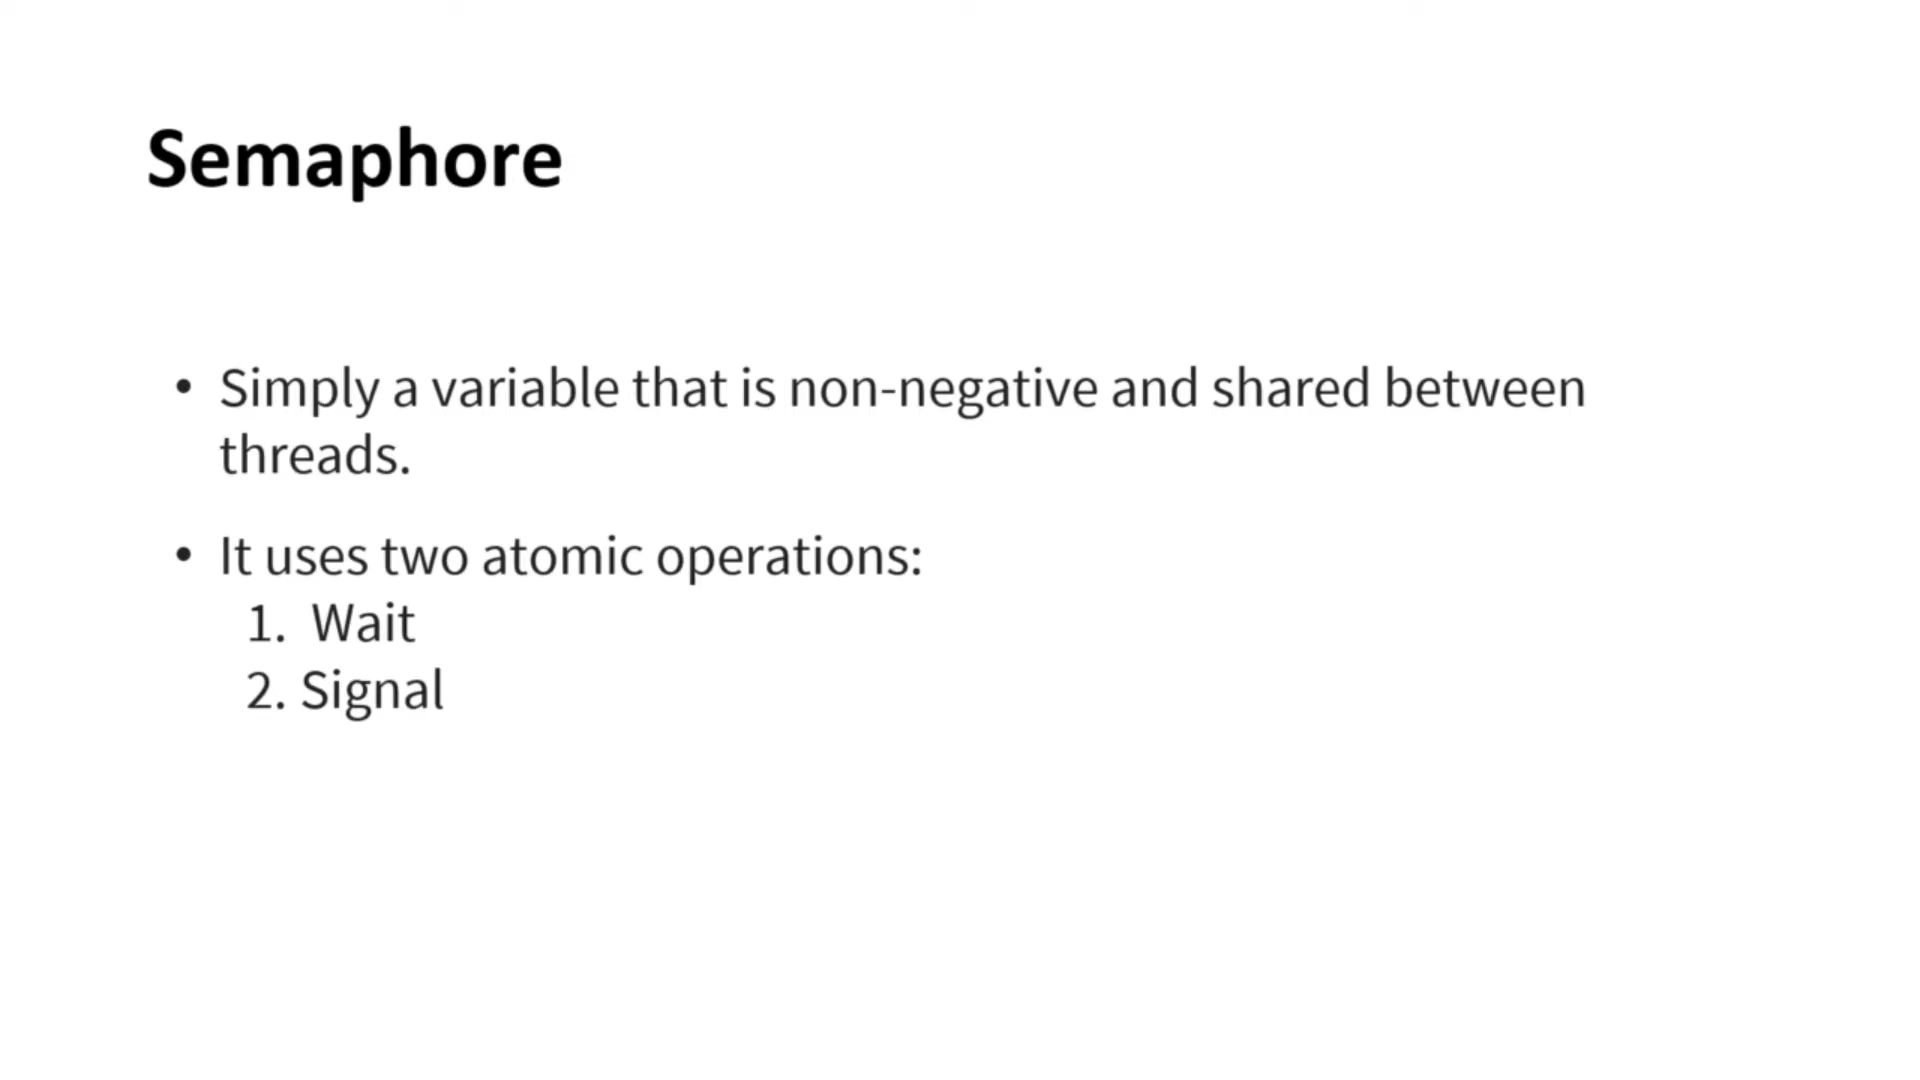 Semaphore
• Simply a variable that is non-negative and shared between
threads.
• It uses two atomic operations:
1. Wait
2. Signal